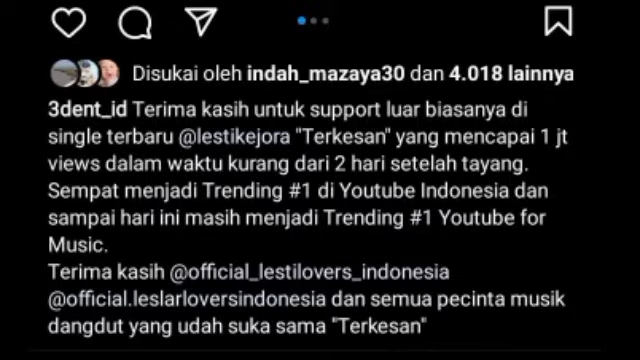 Disukai oleh indah_mazaya30 dan 4.018 lainnya
3dent_id Terima kasih untuk support luar biasanya di
single terbaru @lestikejora "Terkesan" yang mencapai 1 jt
views dalam waktu kurang dari 2 hari setelah tayang.
Sempat menjadi Trending #1 di Youtube Indonesia dan
sampai hari ini masih menjadi Trending #1 Youtube for
Music.
Terima kasih @official_lestilovers_indonesia
@official.leslarloversindonesia dan semua pecinta musik
dangdut yang udah suka sama "Terkesan"